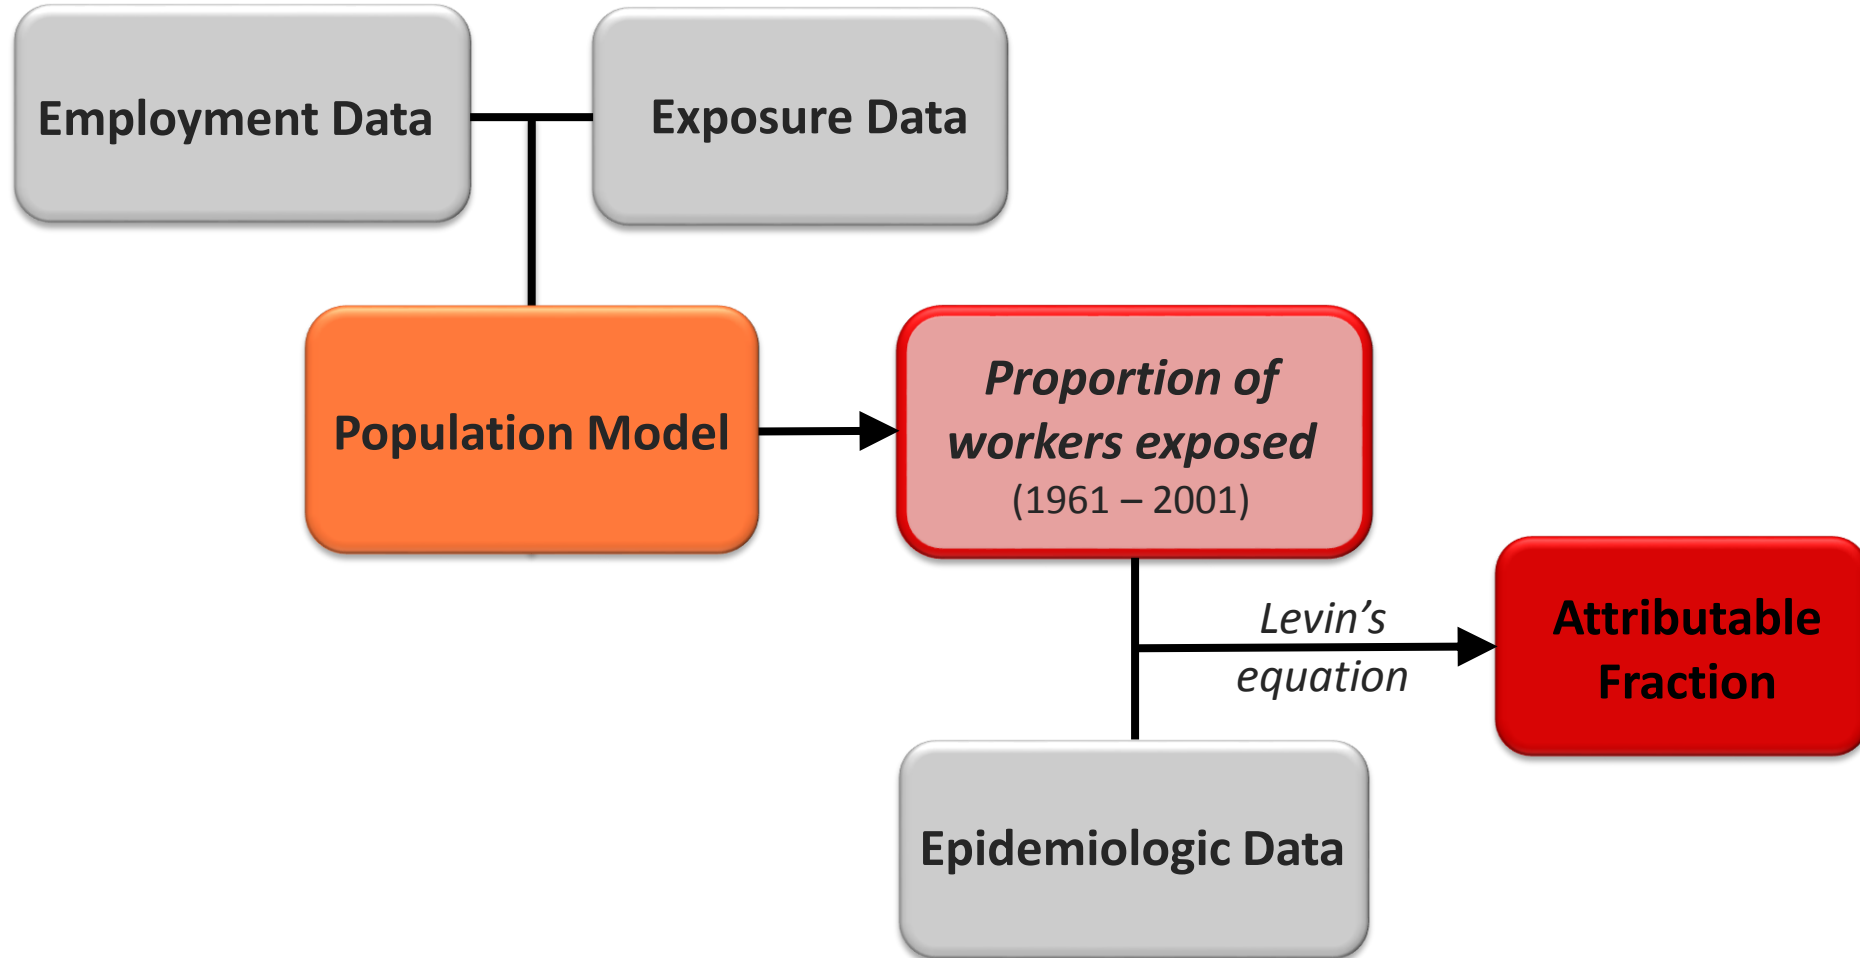 Employment Data
Exposure Data
Population Model
Proportion of
workers exposed
(1961 – 2001)
Levin’s
equation
Attributable
Fraction
Epidemiologic Data